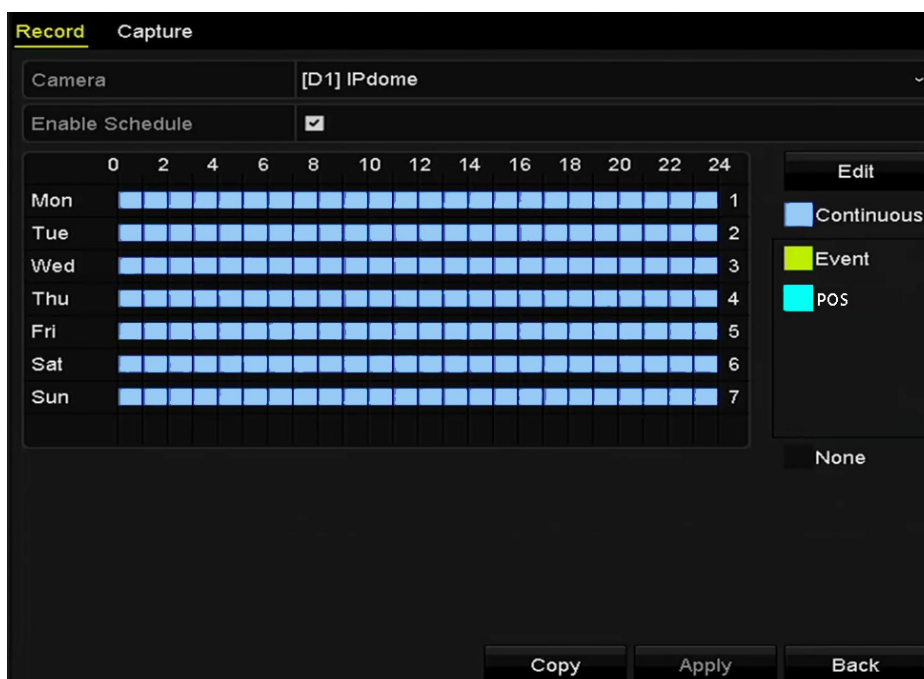 Record Capture
Camera [D1] IPdome
Enable Schedule
0 2 4 6 8 10 12 14 16 18 20 22 24
Edit
Mon 1
Continuous
Tue 2
Wed 3
Event
Thu 4
POS
Fri 5
Sat 6
Sun 7
None
Copy Apply Back